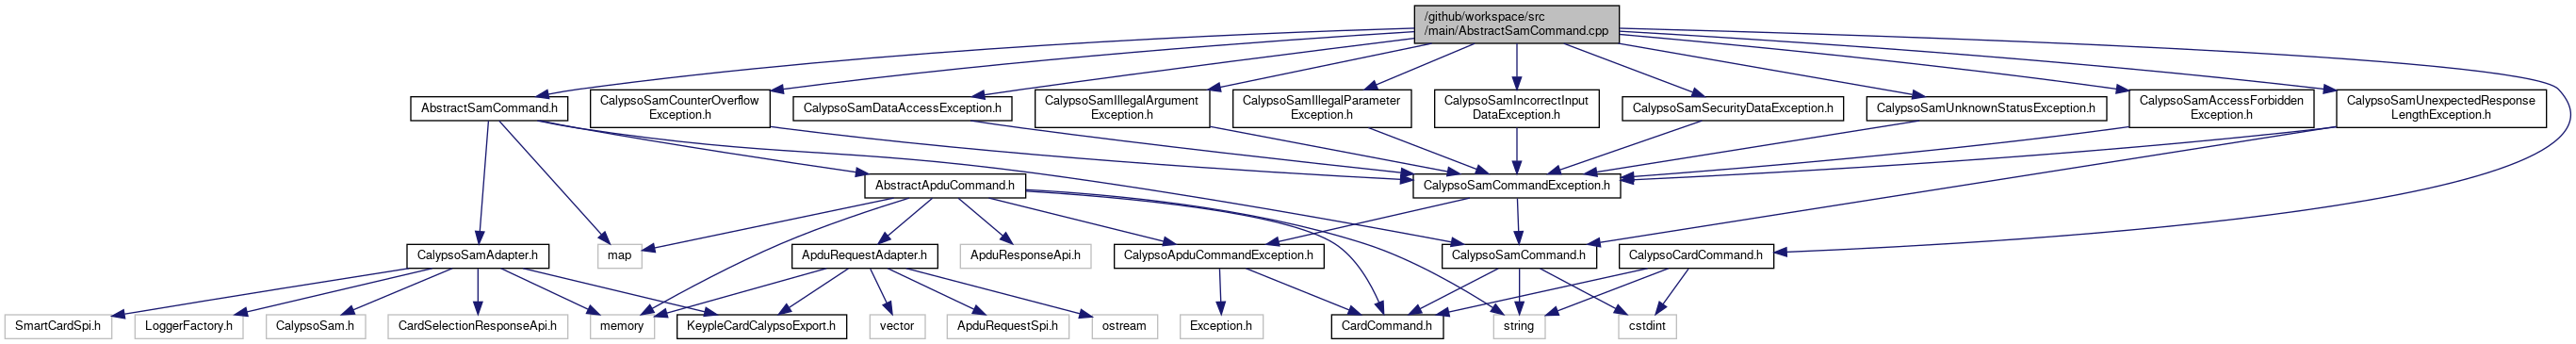 /github/workspace/src
/main/AbstractSamCommand.cpp
AbstractSamCommand.h
CalypsoSamCounterOverflow
Exception.h
CalypsoSamDataAccessException.h
CalypsoSamIllegalArgument
Exception.h
CalypsoSamIllegalParameter
Exception.h
CalypsoSamIncorrectInput
DataException.h
CalypsoSamSecurityDataException.h
CalypsoSamUnknownStatusException.h
CalypsoSamAccessForbidden
Exception.h
CalypsoSamUnexpectedResponse
LengthException.h
AbstractApduCommand.h
CalypsoSamCommandException.h
CalypsoSamAdapter.h
map
ApduRequestAdapter.h
ApduResponseApi.h
CalypsoApduCommandException.h
CalypsoSamCommand.h
CalypsoCardCommand.h
SmartCardSpi.h
LoggerFactory.h
CalypsoSam.h
CardSelectionResponseApi.h
memory
KeypleCardCalypsoExport.h
vector
ApduRequestSpi.h
ostream
Exception.h
CardCommand.h
string
cstdint